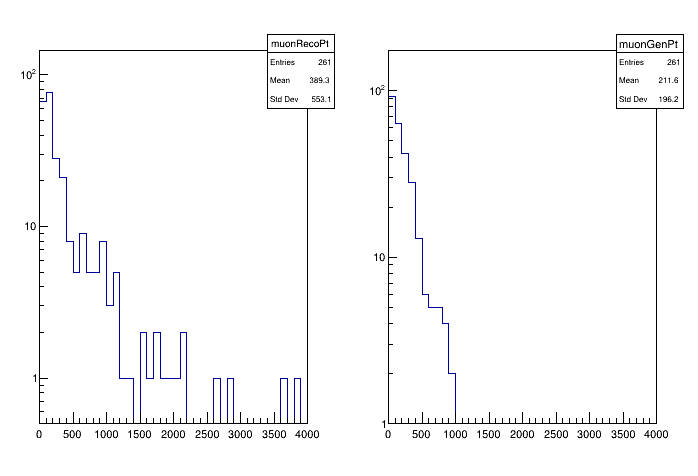 muonRecoPt
Entries 261
Mean 389.3
Std Dev 553.1
10²
10
1
0 500 1000 1500 2000 2500 3000 3500 4000
muonGenPt
Entries 261
Mean 211.6
Std Dev 196.2
10²
10
1
0 500 1000 1500 2000 2500 3000 3500 4000